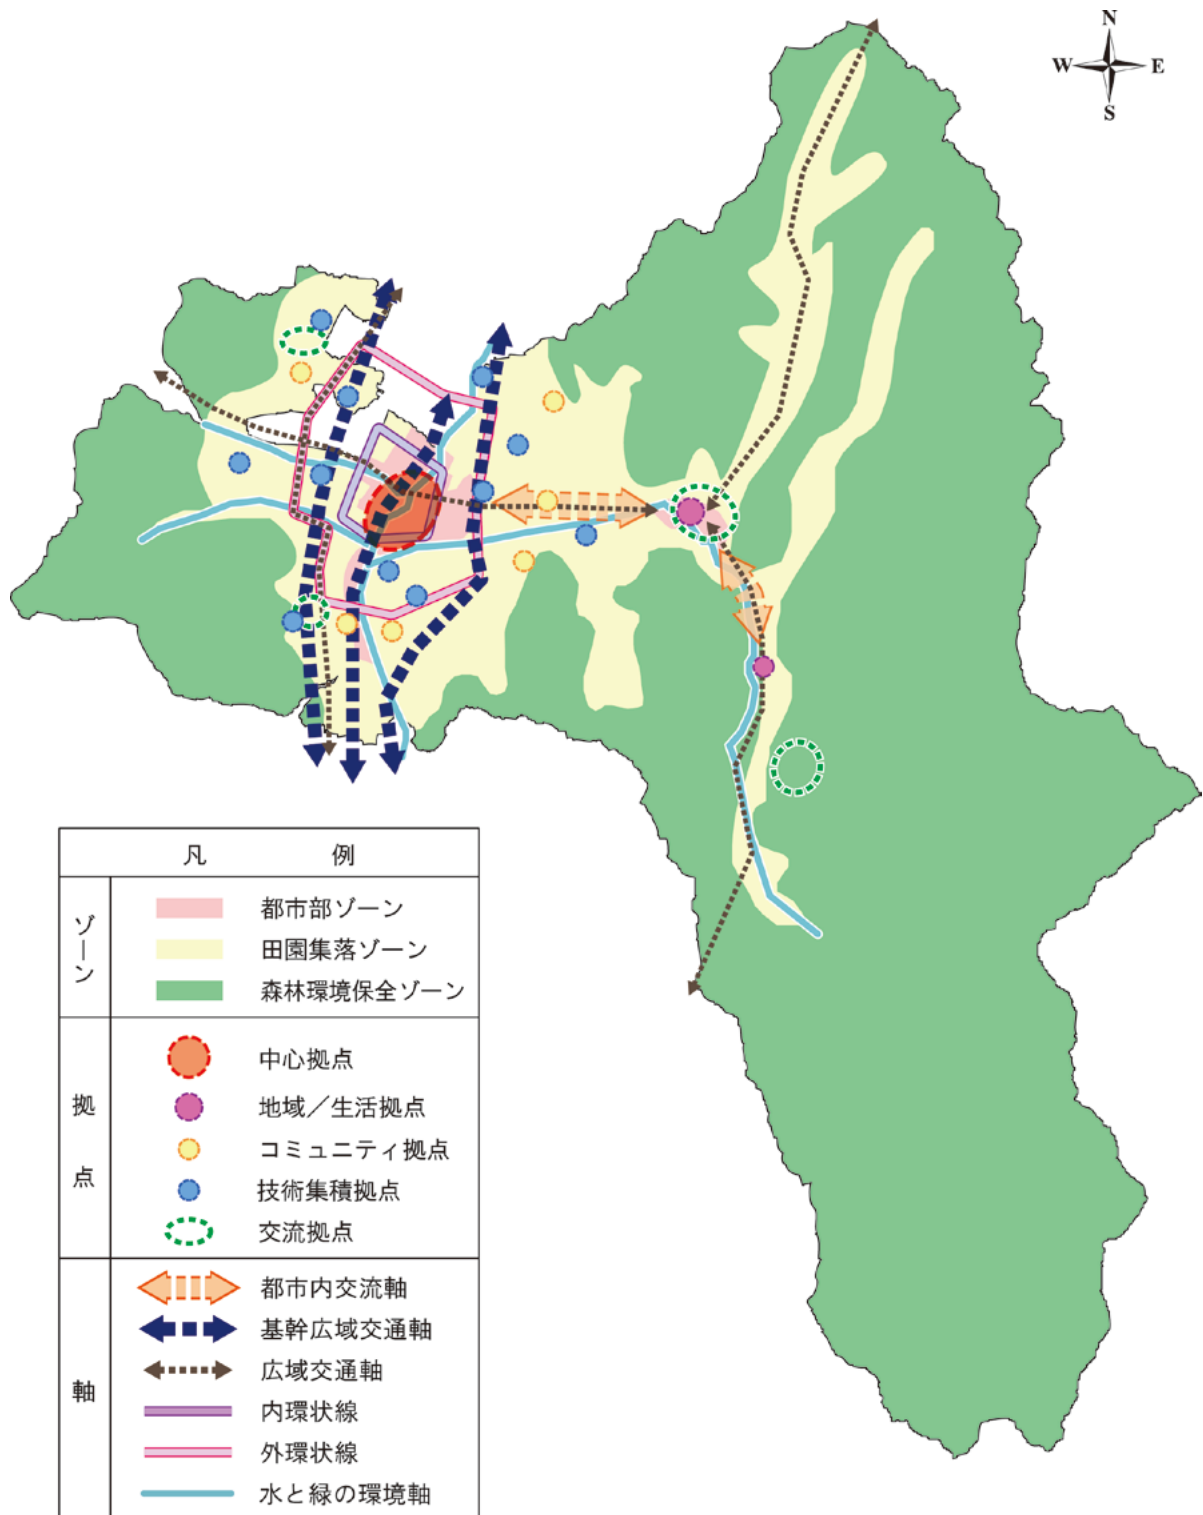 N
W E
S
凡 例
ゾーン
都市部ゾーン
田園集落ゾーン
森林環境保全ゾーン
拠点
中心拠点
地域／生活拠点
コミュニティ拠点
技術集積拠点
交流拠点
軸
都市内交流軸
基幹広域交通軸
広域交通軸
内環状線
外環状線
水と緑の環境軸